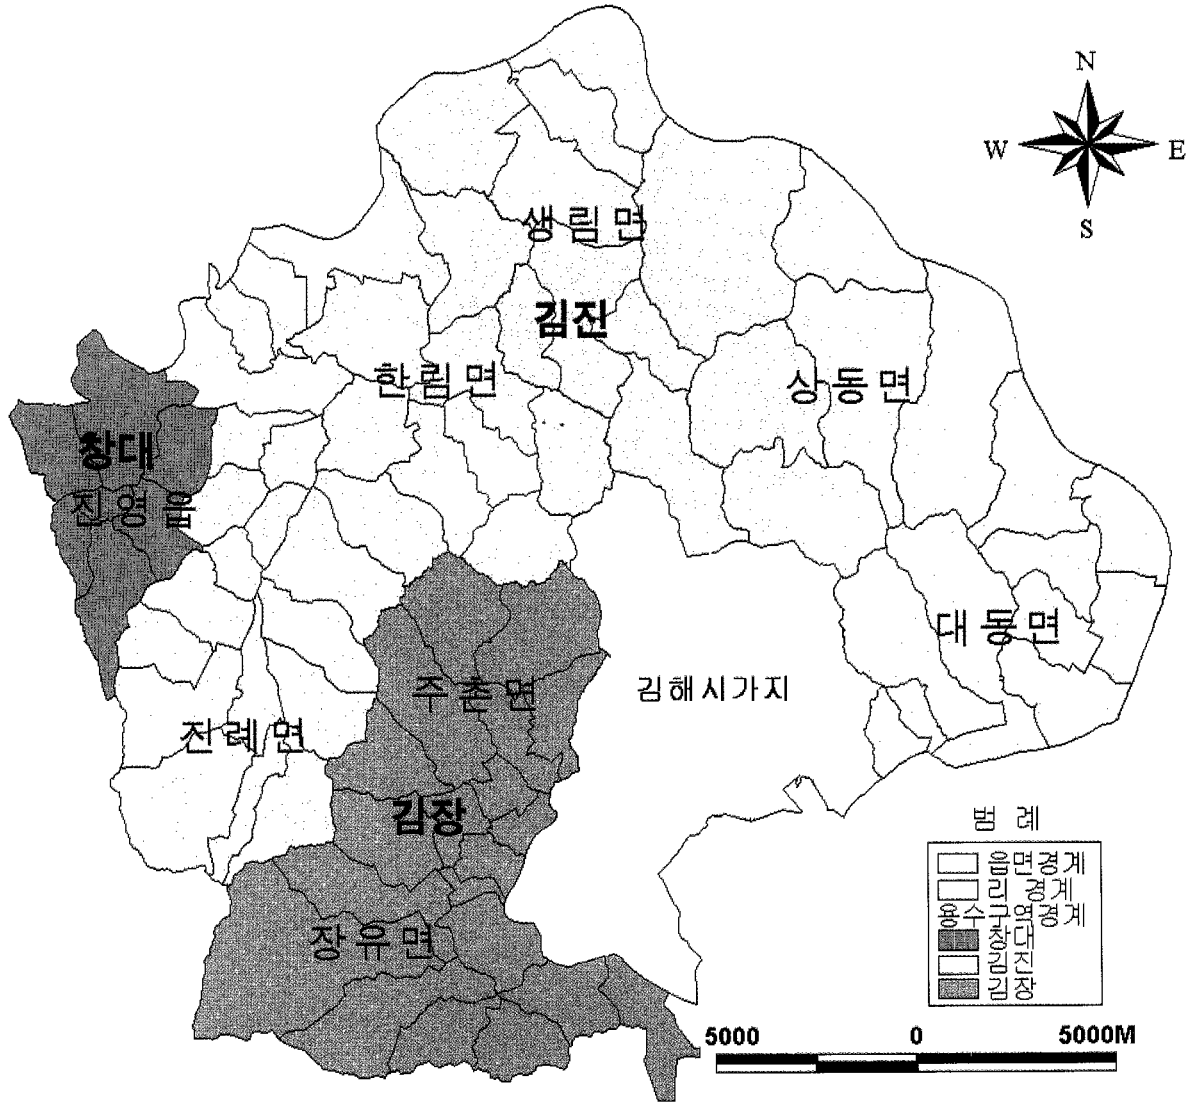 N
W E
S
생림면
김진
한림면
상동면
창대
진영읍
대동면
주촌면
김해시가지
진례면
김장
장유면
범 례
읍면경계
리 경계
용수구역경계
창대
김진
김장
5000 0 5000M